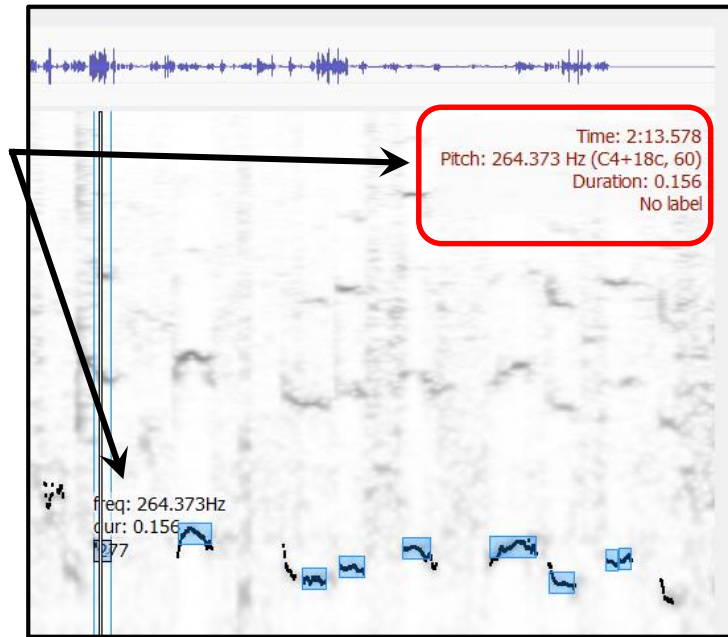 Time: 2:13.578
Pitch: 264.373 Hz (C4+18c, 60)
Duration: 0.156
No label
freq: 264.373Hz
dur: 0.156
277